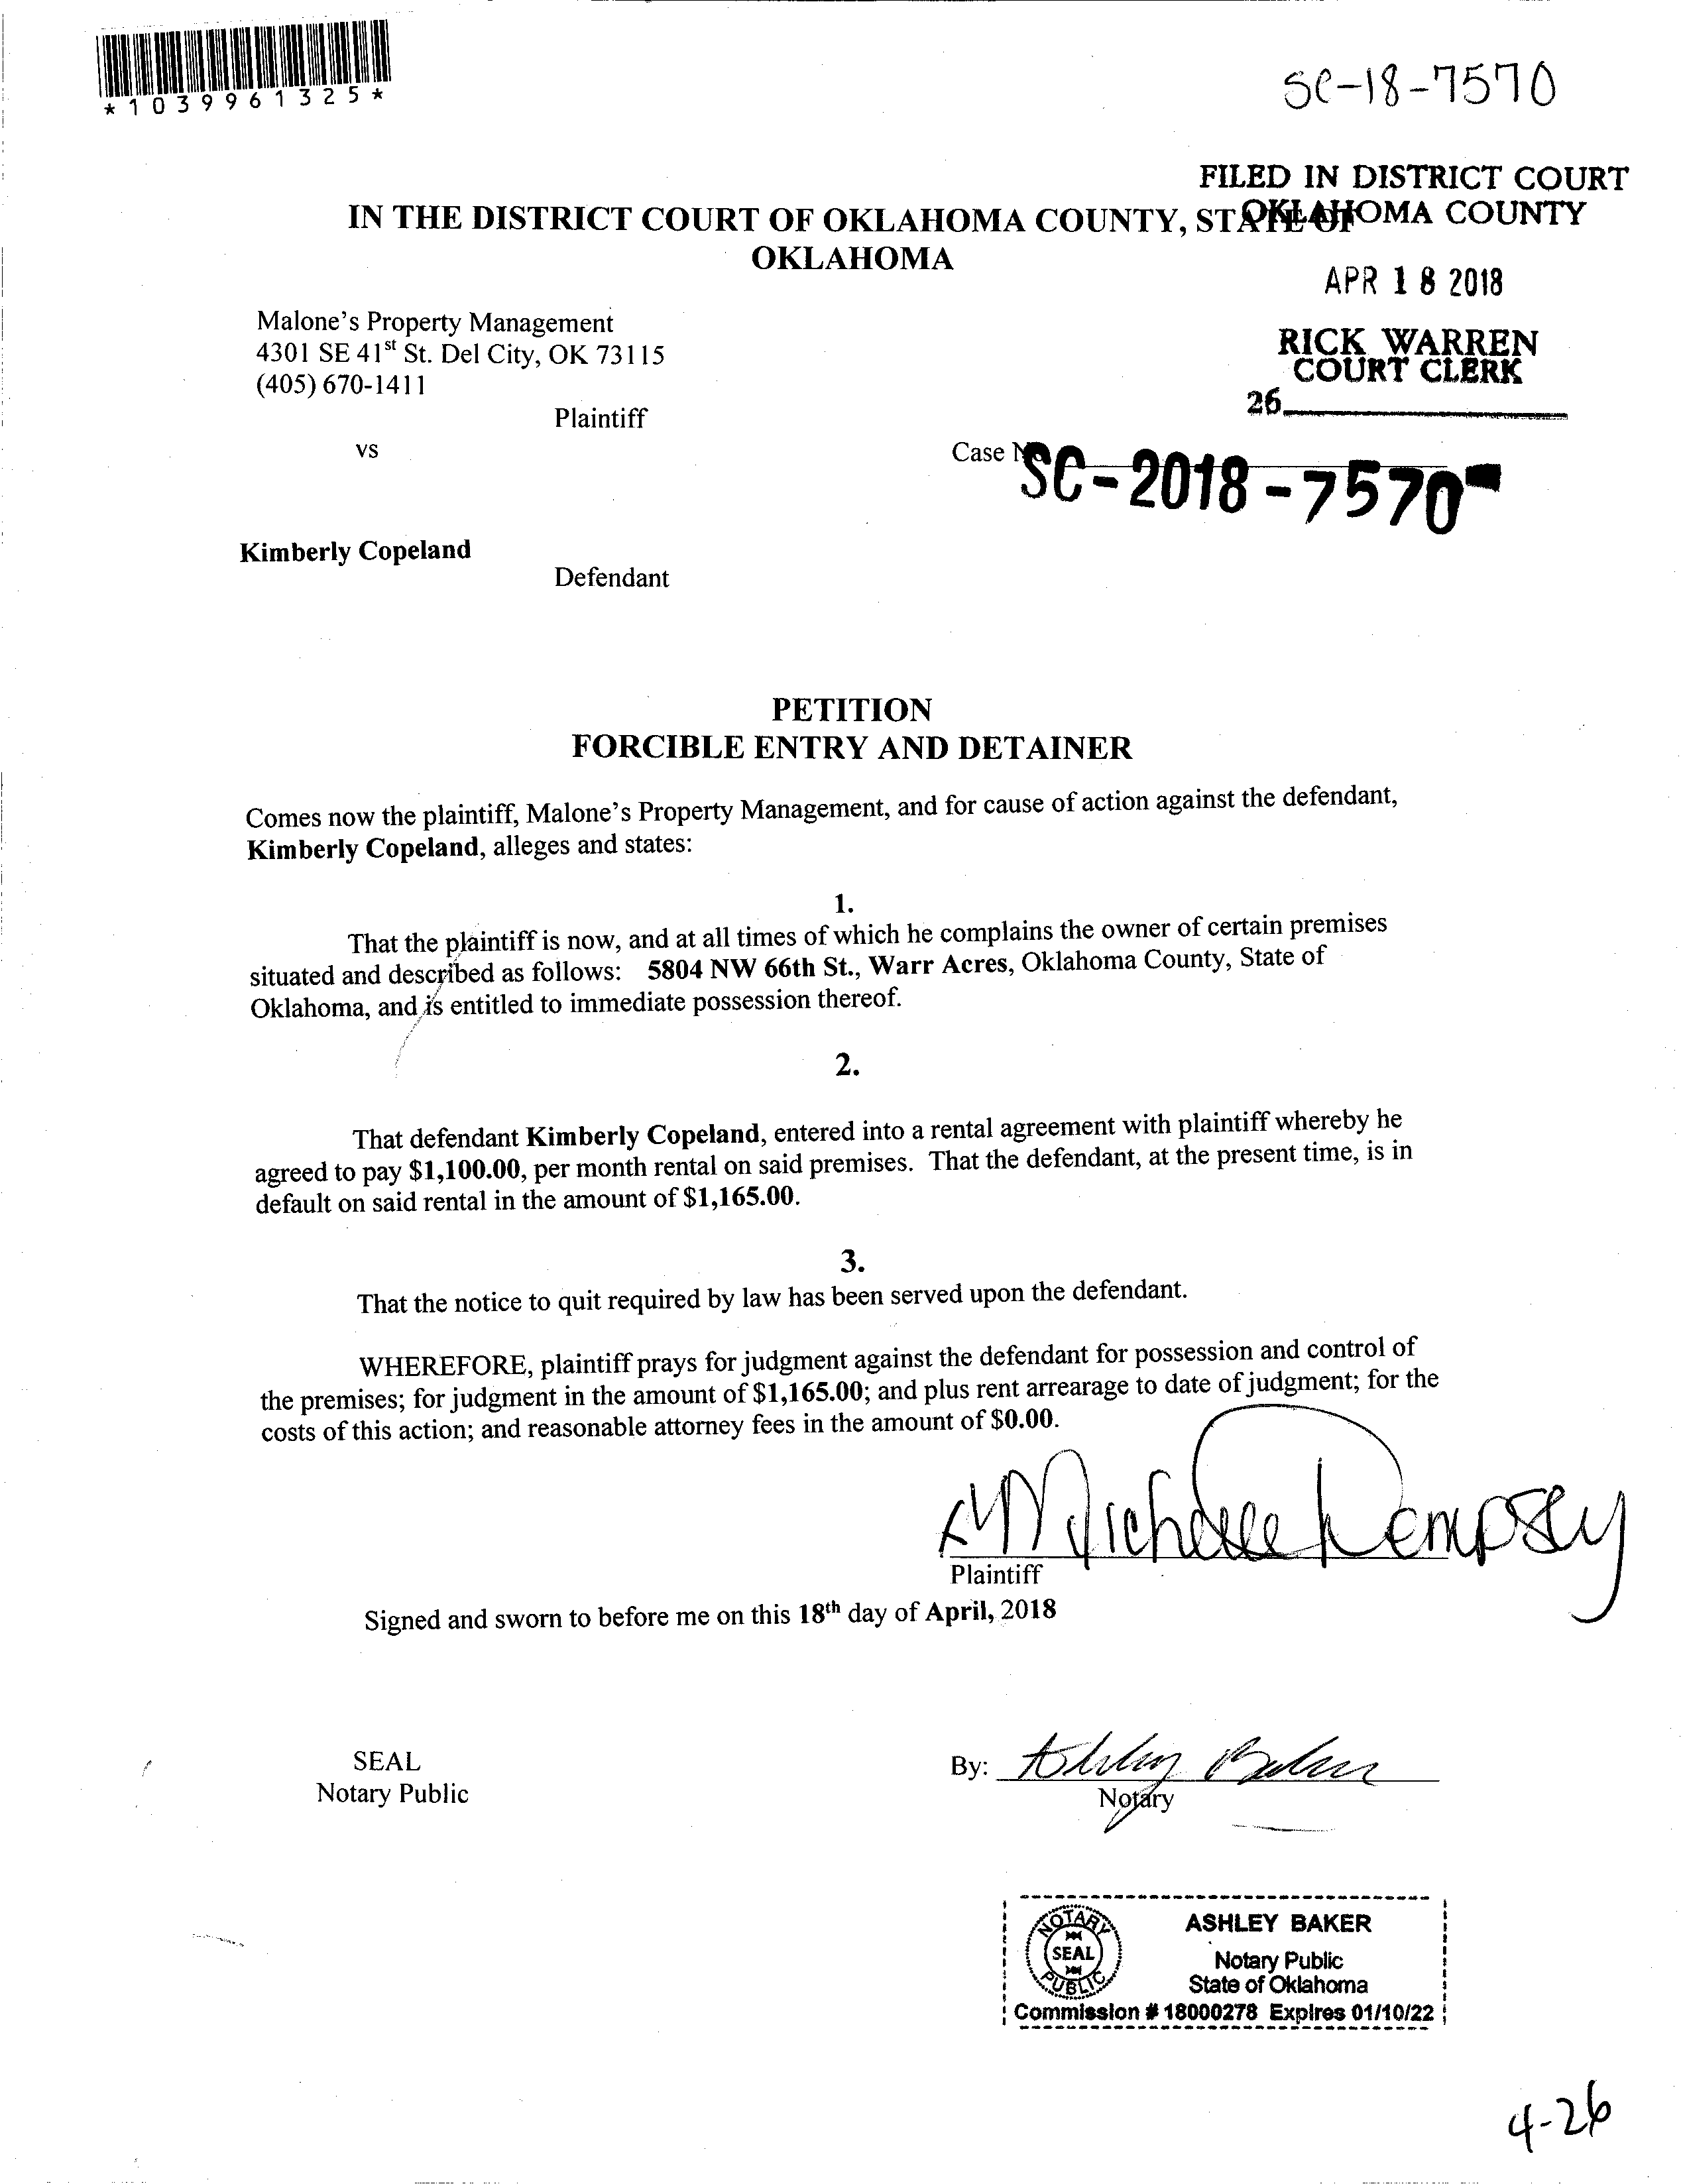 *1039961325*
SC-18-7570
FILED IN DISTRICT COURT
OKLAHOMA COUNTY
IN THE DISTRICT COURT OF OKLAHOMA COUNTY, STATE OF
OKLAHOMA
APR 18 2018
Malone's Property Management
4301 SE 41st St. Del City, OK 73115
(405) 670-1411
RICK WARREN
COURT CLERK
26
Plaintiff
vs
Case No.
SC-2018-7570
Kimberly Copeland
Defendant
PETITION
FORCIBLE ENTRY AND DETAINER
Comes now the plaintiff, Malone's Property Management, and for cause of action against the defendant,
Kimberly Copeland, alleges and states:
1.
That the plaintiff is now, and at all times of which he complains the owner of certain premises
situated and described as follows: 5804 NW 66th St., Warr Acres, Oklahoma County, State of
Oklahoma, and is entitled to immediate possession thereof.
2.
That defendant Kimberly Copeland, entered into a rental agreement with plaintiff whereby he
agreed to pay $1,100.00, per month rental on said premises. That the defendant, at the present time, is in
default on said rental in the amount of $1,165.00.
3.
That the notice to quit required by law has been served upon the defendant.
WHEREFORE, plaintiff prays for judgment against the defendant for possession and control of
the premises; for judgment in the amount of $1,165.00; and plus rent arrearage to date of judgment; for the
costs of this action; and reasonable attorney fees in the amount of $0.00.
x Michelle Dempsey
Plaintiff
Signed and sworn to before me on this 18th day of April, 2018
SEAL
Notary Public
By: Ashley Baker
Notary
NOTARY
SEAL
PUBLIC
ASHLEY BAKER
Notary Public
State of Oklahoma
Commission # 18000278 Expires 01/10/22
4-26